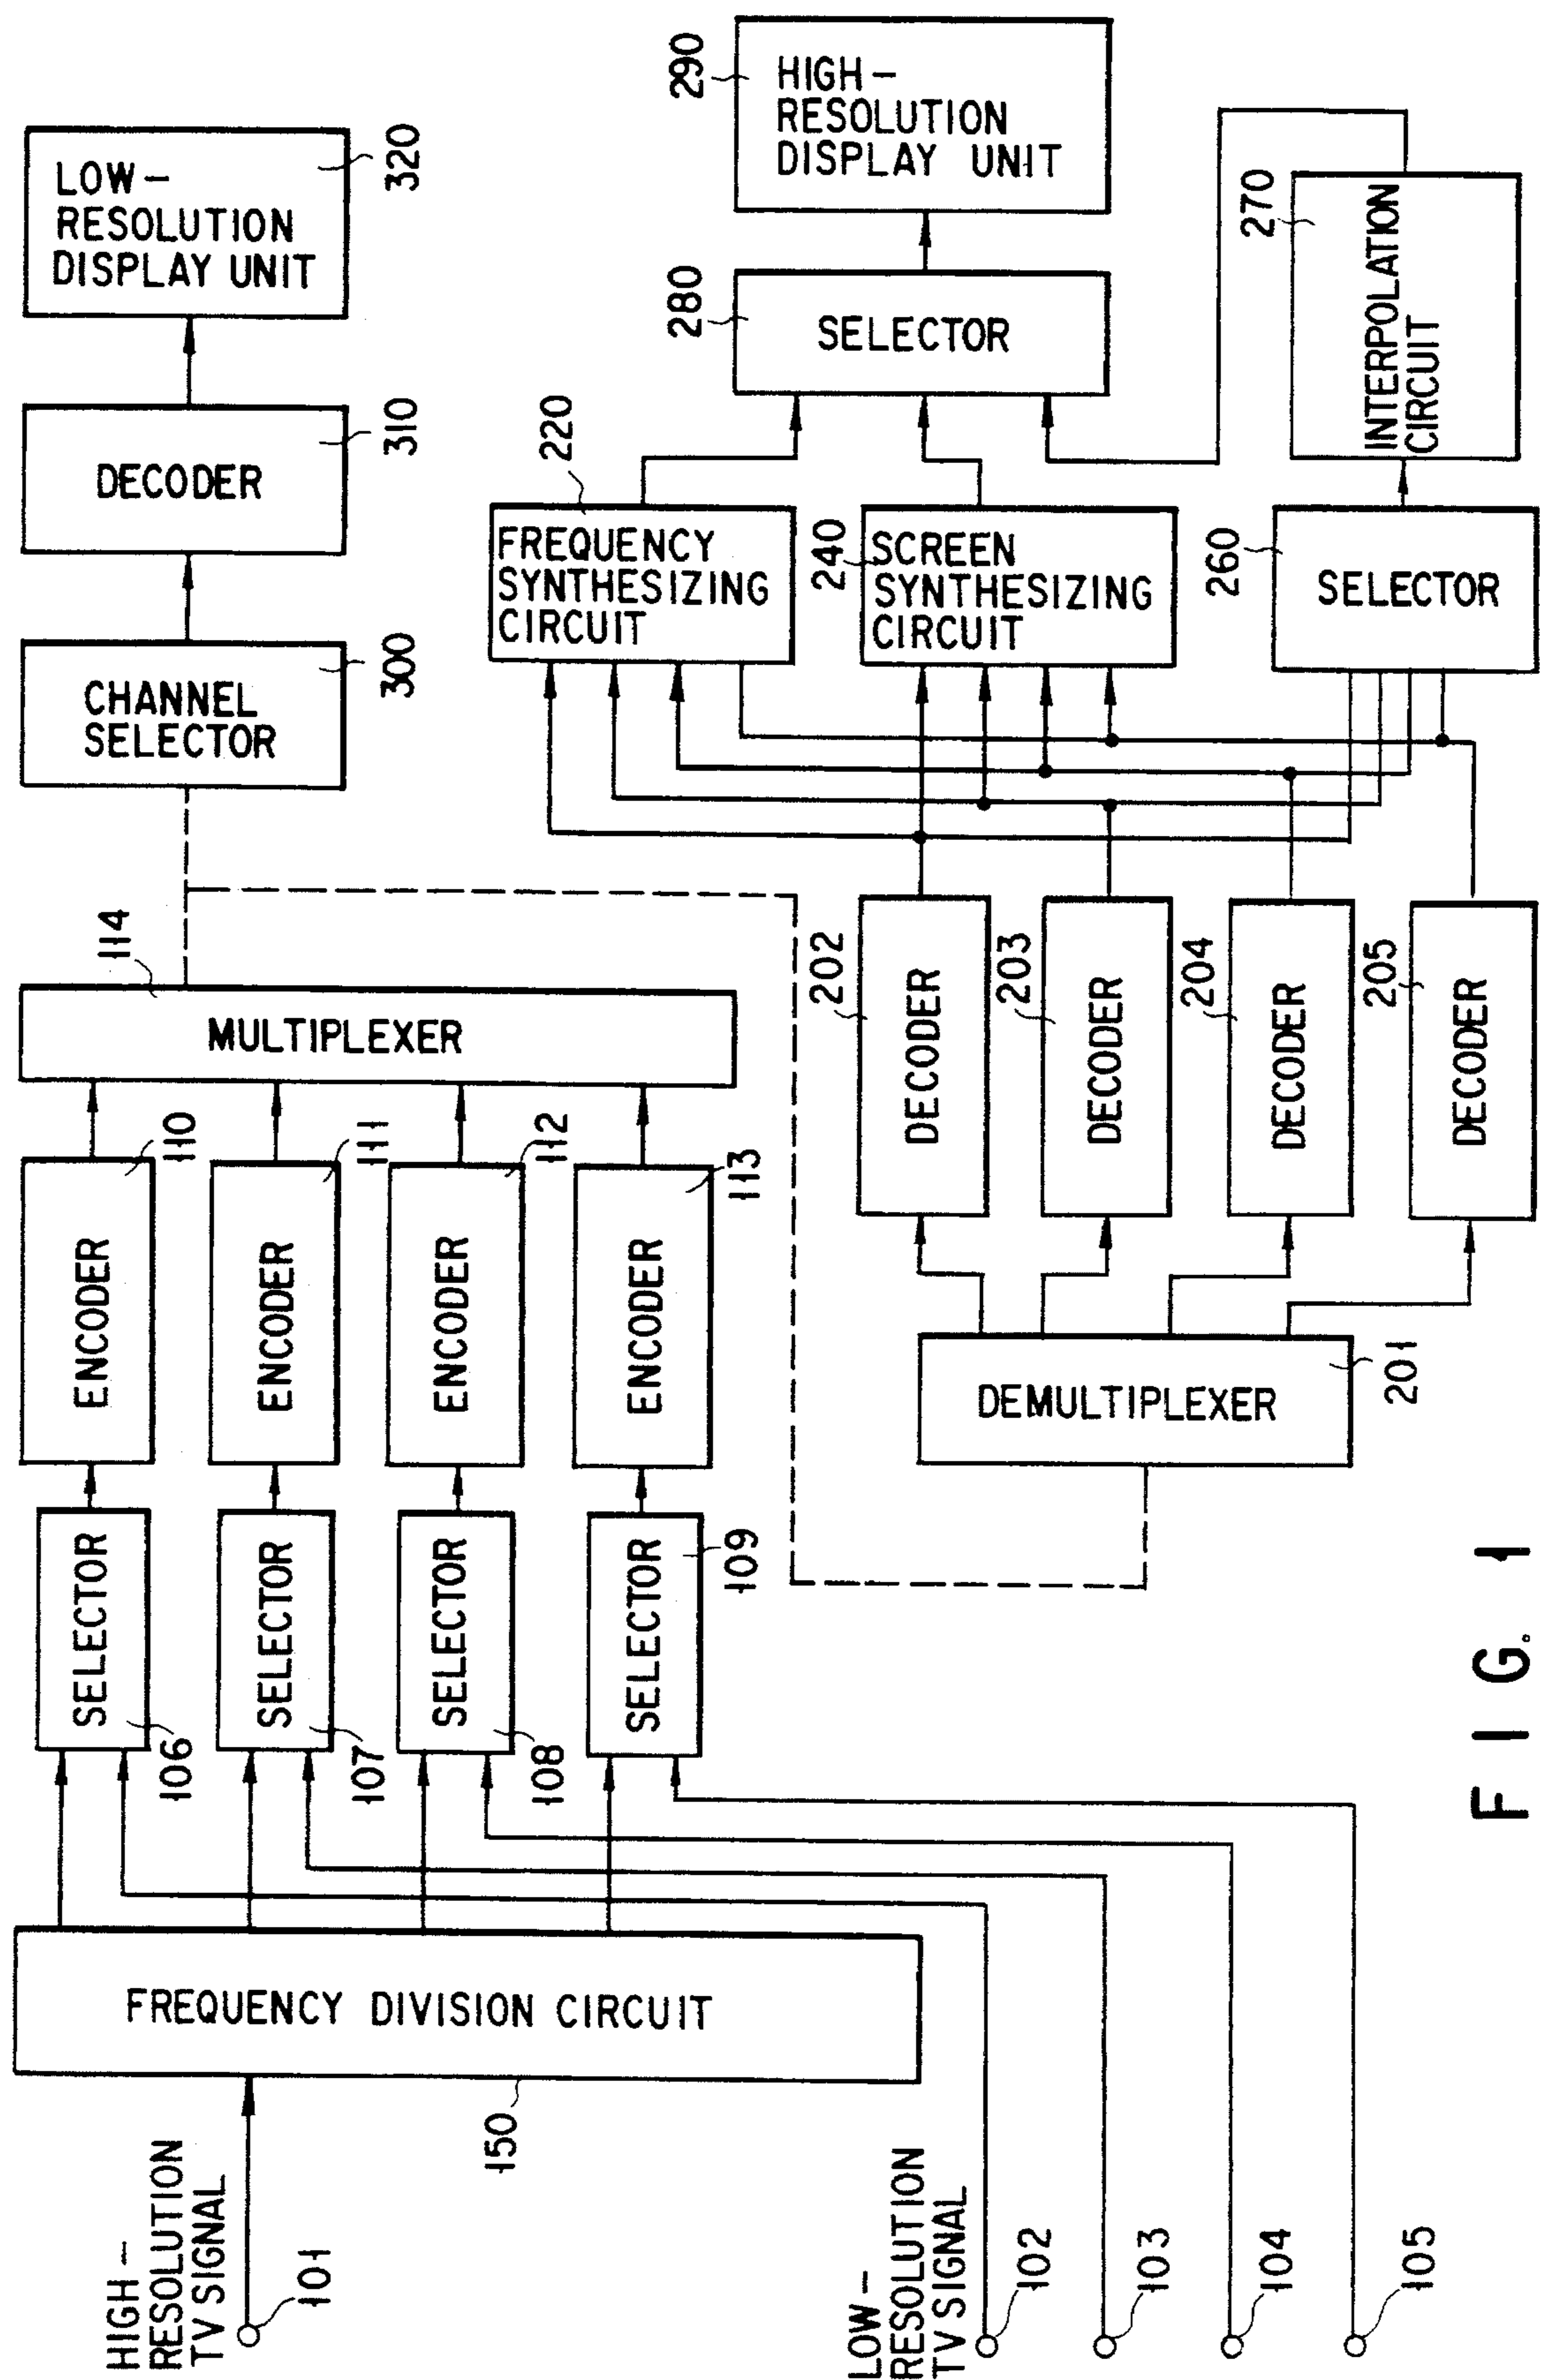 HIGH-
RESOLUTION
TV SIGNAL
101
150
FREQUENCY DIVISION CIRCUIT
LOW-
RESOLUTION
TV SIGNAL
102
103
104
105
SELECTOR
106
SELECTOR
107
SELECTOR
108
SELECTOR
109
ENCODER
110
ENCODER
111
ENCODER
112
ENCODER
113
MULTIPLEXER
114
CHANNEL
SELECTOR
300
DECODER
310
LOW-
RESOLUTION
DISPLAY UNIT
320
DEMULTIPLEXER
201
202
DECODER
203
DECODER
204
DECODER
205
DECODER
220
FREQUENCY
SYNTHESIZING
CIRCUIT
240
SCREEN
SYNTHESIZING
CIRCUIT
260
SELECTOR
270
INTERPOLATION
CIRCUIT
280
SELECTOR
290
HIGH-
RESOLUTION
DISPLAY UNIT
FIG. 1